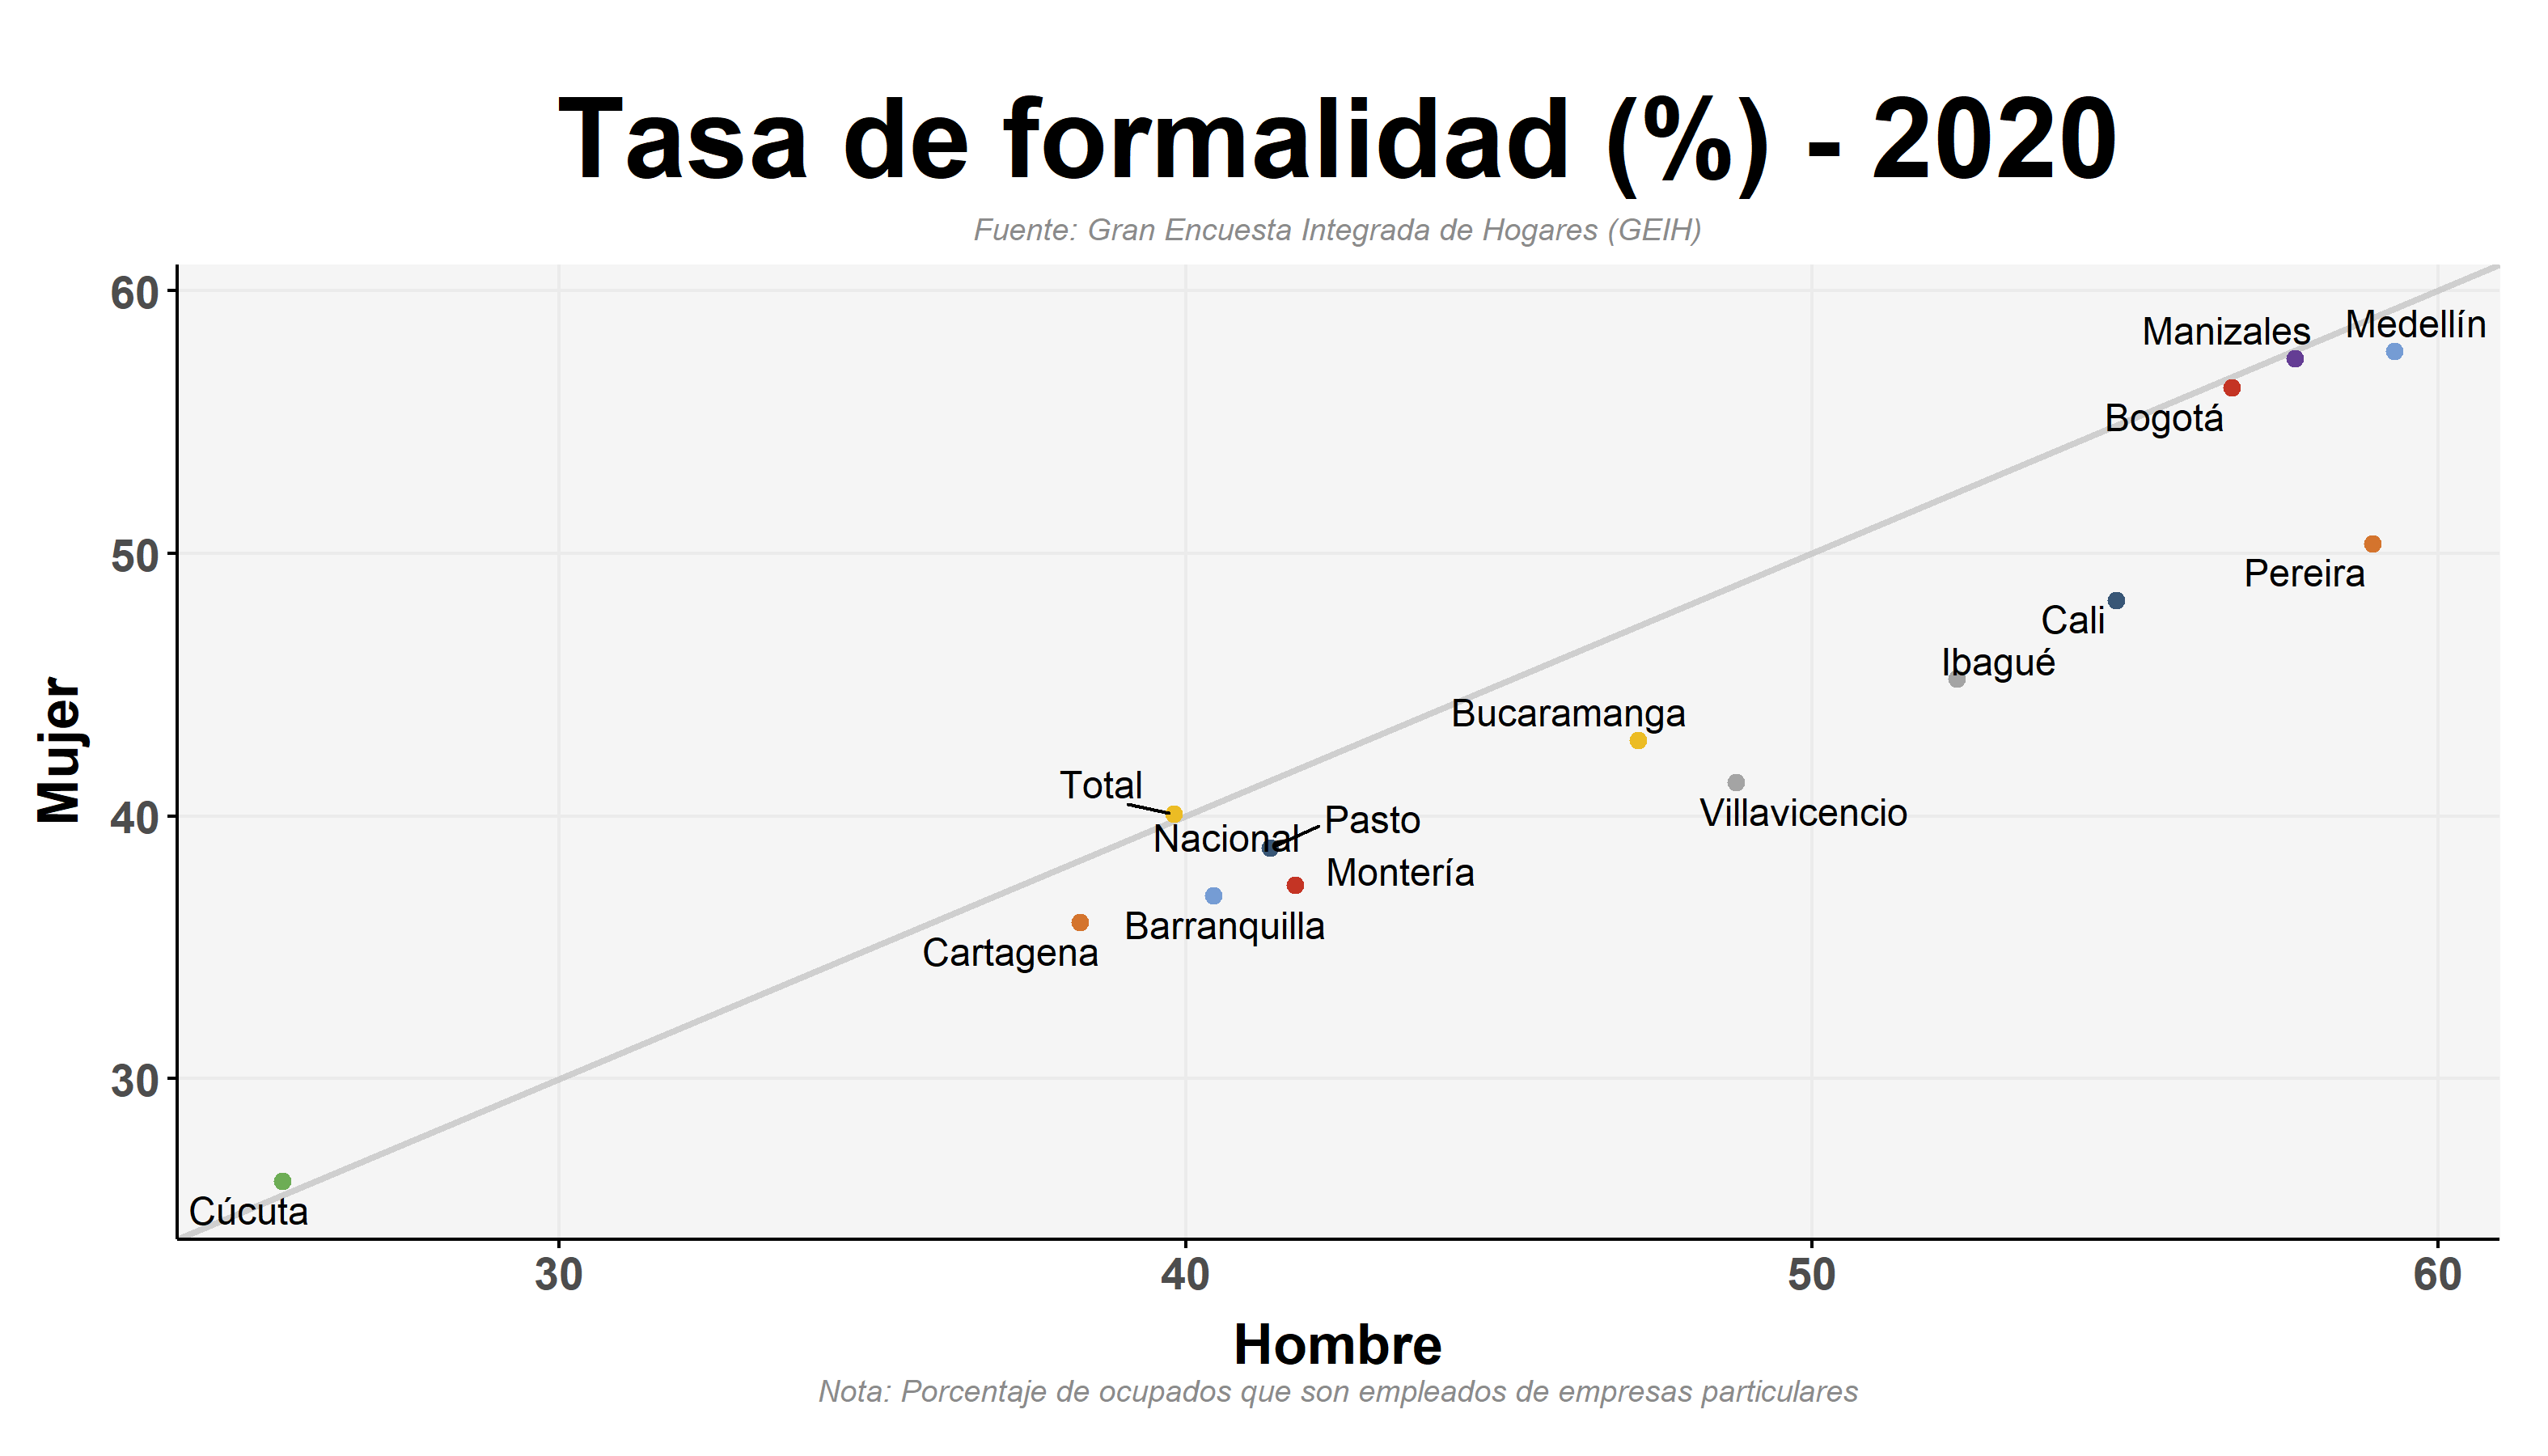 Tasa de formalidad (%) - 2020
Fuente: Gran Encuesta Integrada de Hogares (GEIH)
Mujer
60
50
40
30
Manizales
Medellín
Bogotá
Pereira
Cali
Ibagué
Bucaramanga
Total
Nacional
Villavicencio
Pasto
Montería
Barranquilla
Cartagena
Cúcuta
30
40
50
60
Hombre
Nota: Porcentaje de ocupados que son empleados de empresas particulares